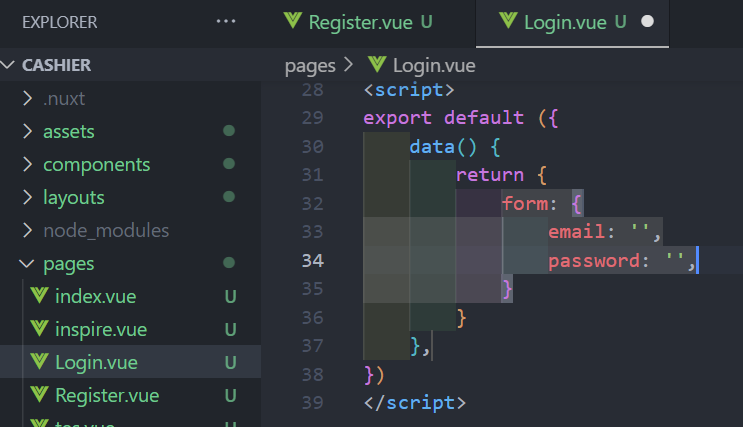 EXPLORER ...
Register.vue U
Login.vue U
CASHIER
pages > Login.vue
.nuxt
assets
components
layouts
node_modules
pages
index.vue U
inspire.vue U
Login.vue U
Register.vue U
28 <script>
29 export default ({
30     data() {
31         return {
32             form: {
33                 email: '',
34                 password: '',
35             }
36         }
37     },
38 })
39 </script>